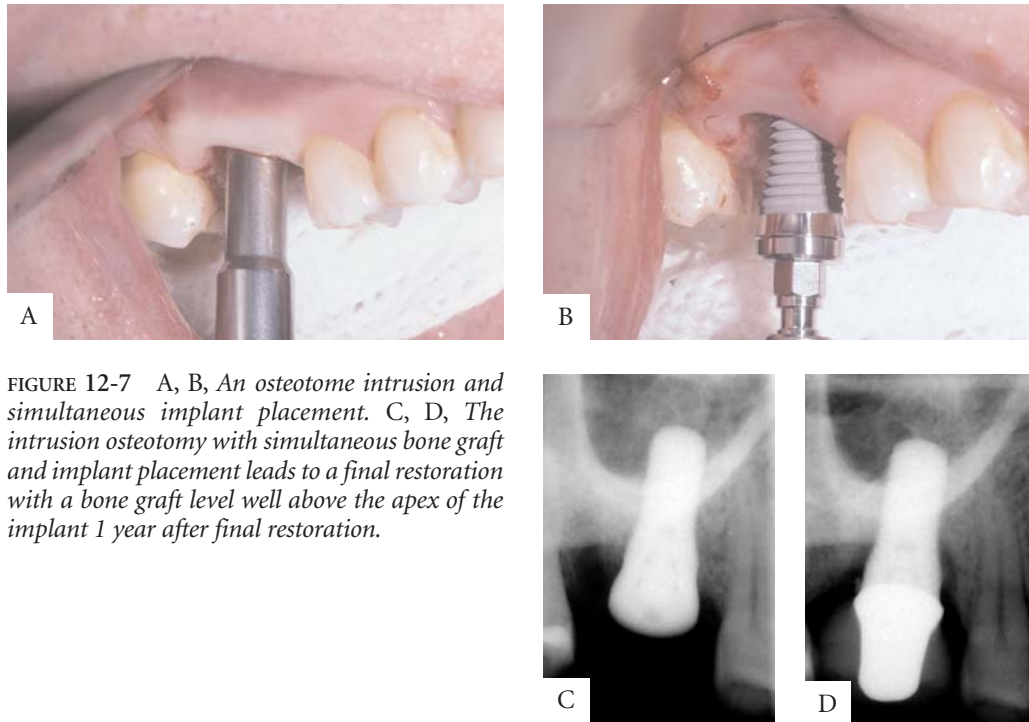 A
B
FIGURE 12-7 A, B, An osteotome intrusion and
simultaneous implant placement. C, D, The
intrusion osteotomy with simultaneous bone graft
and implant placement leads to a final restoration
with a bone graft level well above the apex of the
implant 1 year after final restoration.
C
D